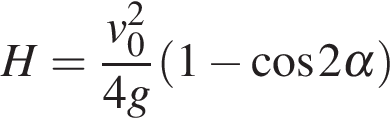 H = \frac{v_0^2}{4g}(1 - \cos 2\alpha)